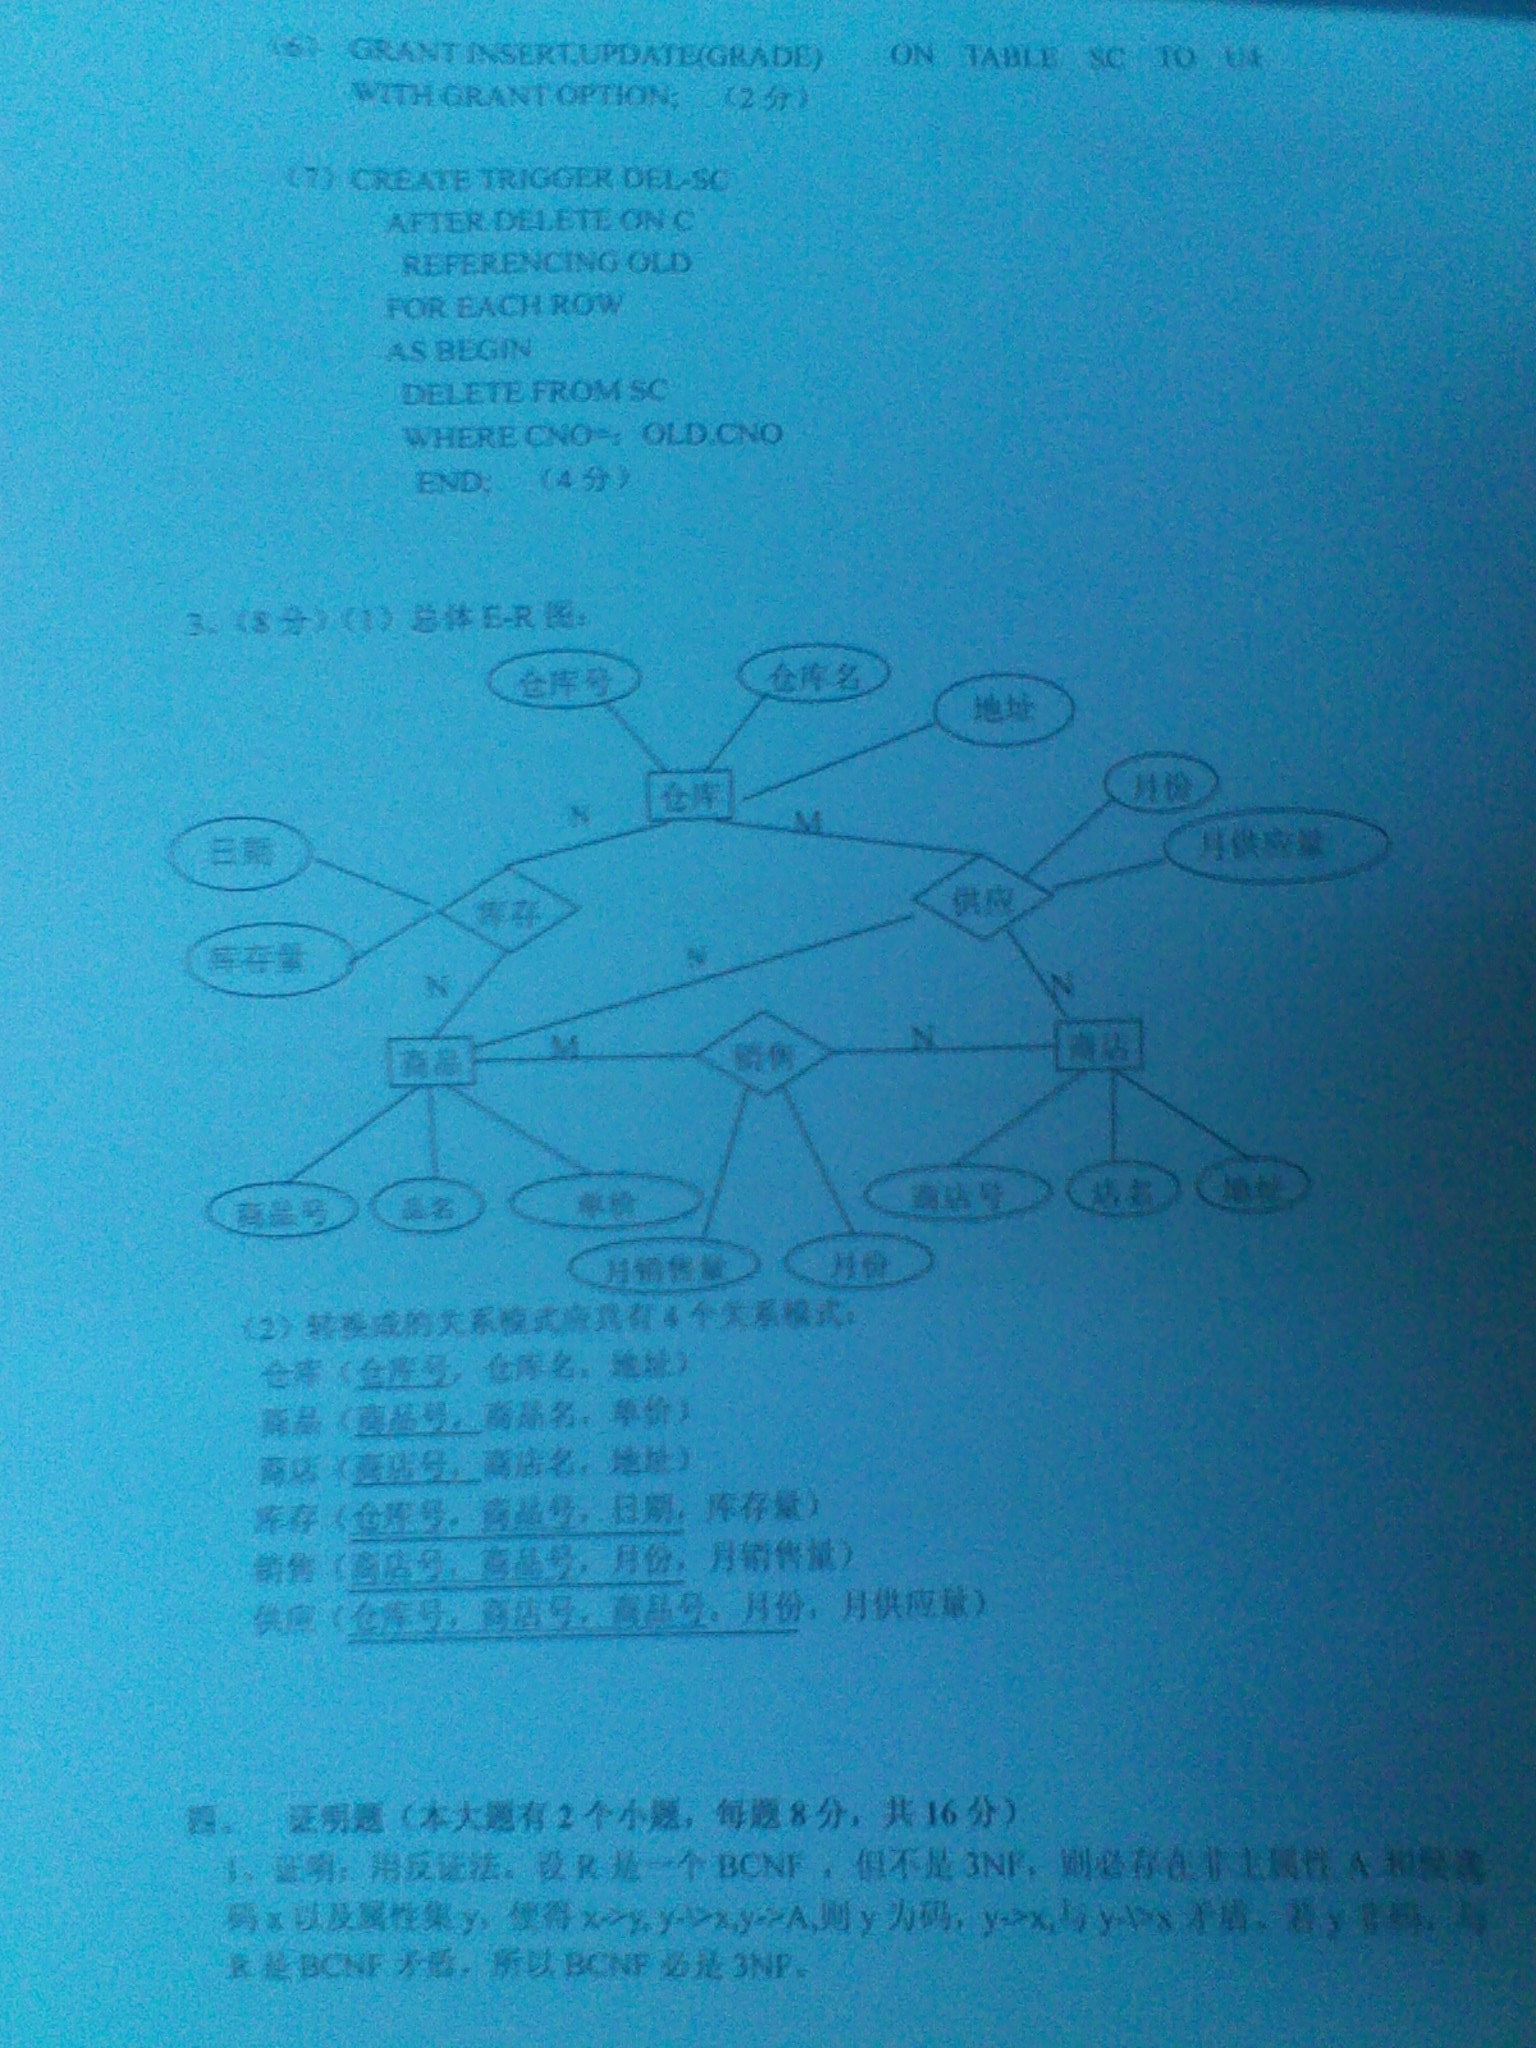 （6） GRANT INSERT,UPDATE(GRADE) ON TABLE SC TO U4
WITH GRANT OPTION; （2分）
（7）CREATE TRIGGER DEL-SC
AFTER DELETE ON C
REFERENCING OLD
FOR EACH ROW
AS BEGIN
DELETE FROM SC
WHERE CNO=：OLD.CNO
END; （4分）
3、（8分）（1）总体E-R图：
仓库号 仓库名 地址
仓库 月份
N M
日期 月供应量
库存 供应
库存量
N N N
商品 M 销售 N 商店
商品号 品名 单价 商店号 店名 地址
月销售量 月份
（2）转换成的关系模式应共有4个关系模式：
仓库（仓库号，仓库名，地址）
商品（商品号，商品名，单价）
商店（商店号，商店名，地址）
库存（仓库号，商品号，日期，库存量）
销售（商店号，商品号，月份，月销售量）
供应（仓库号，商店号，商品号，月份，月供应量）
四、 证明题（本大题有2个小题，每题8分，共16分）
1、证明：用反证法。设R是一个BCNF，但不是3NF，则必存在非主属性A和候选
码x以及属性集y，使得x->y, y-\>x,y->A,则y为码，y->x,与y-\>x矛盾。若y非码，与
R是BCNF矛盾，所以BCNF必是3NF。